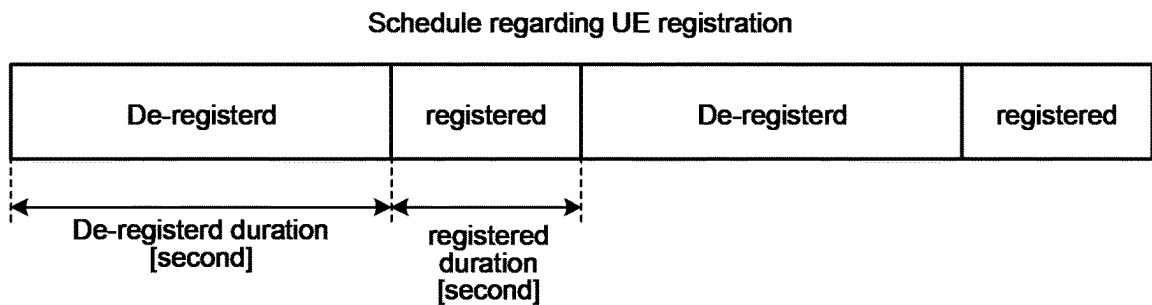 Schedule regarding UE registration
De-registerd
registered
De-registerd
registered
De-registerd duration
[second]
registered
duration
[second]